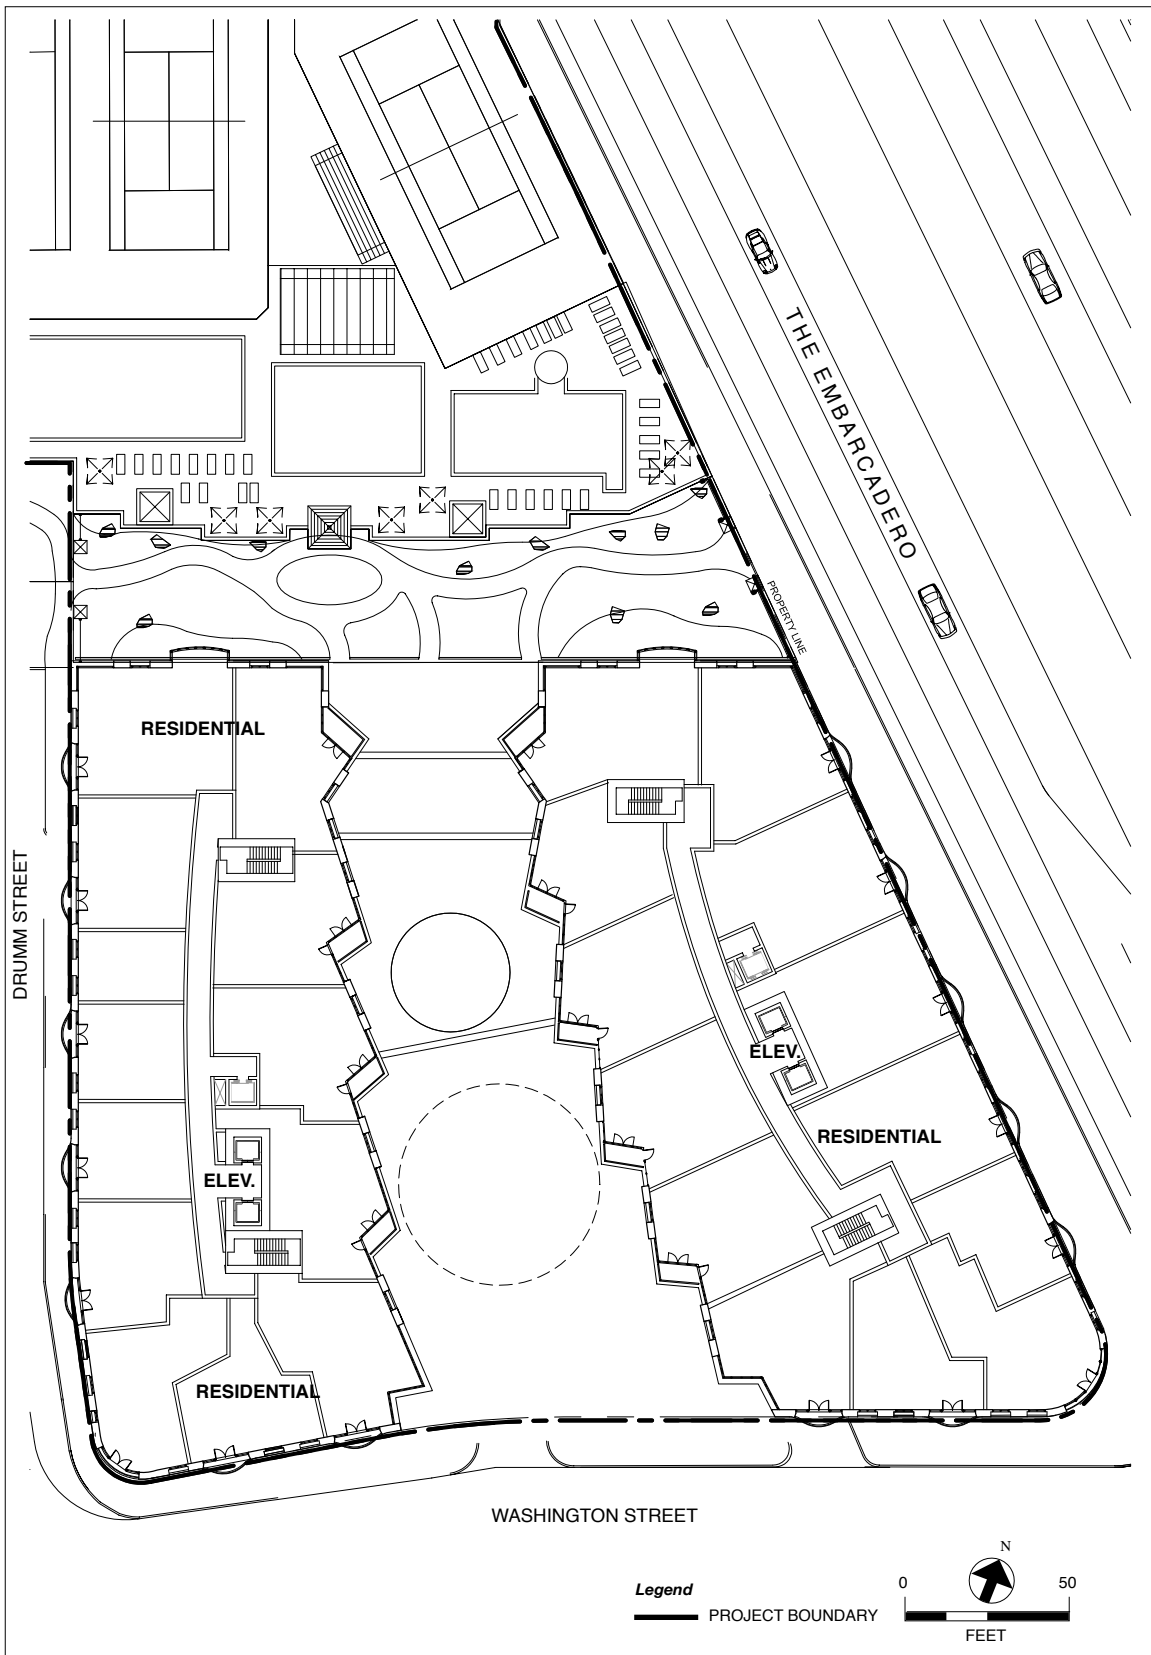 THE EMBARCADERO
PROPERTY LINE
RESIDENTIAL
DRUMM STREET
ELEV.
RESIDENTIAL
ELEV.
RESIDENTIAL
WASHINGTON STREET
N
Legend
PROJECT BOUNDARY
0 50
FEET